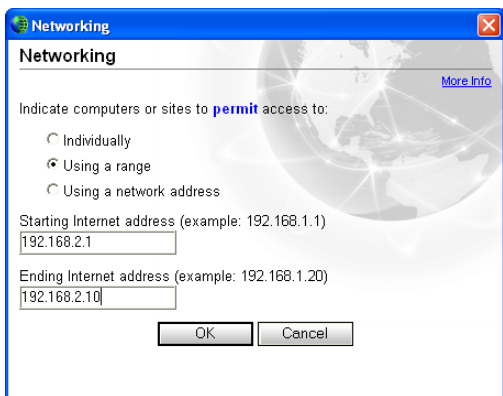 Networking
Networking
More Info
Indicate computers or sites to permit access to:
Individually
Using a range
Using a network address
Starting Internet address (example: 192.168.1.1)
192.168.2.1
Ending Internet address (example: 192.168.1.20)
192.168.2.10
OK Cancel